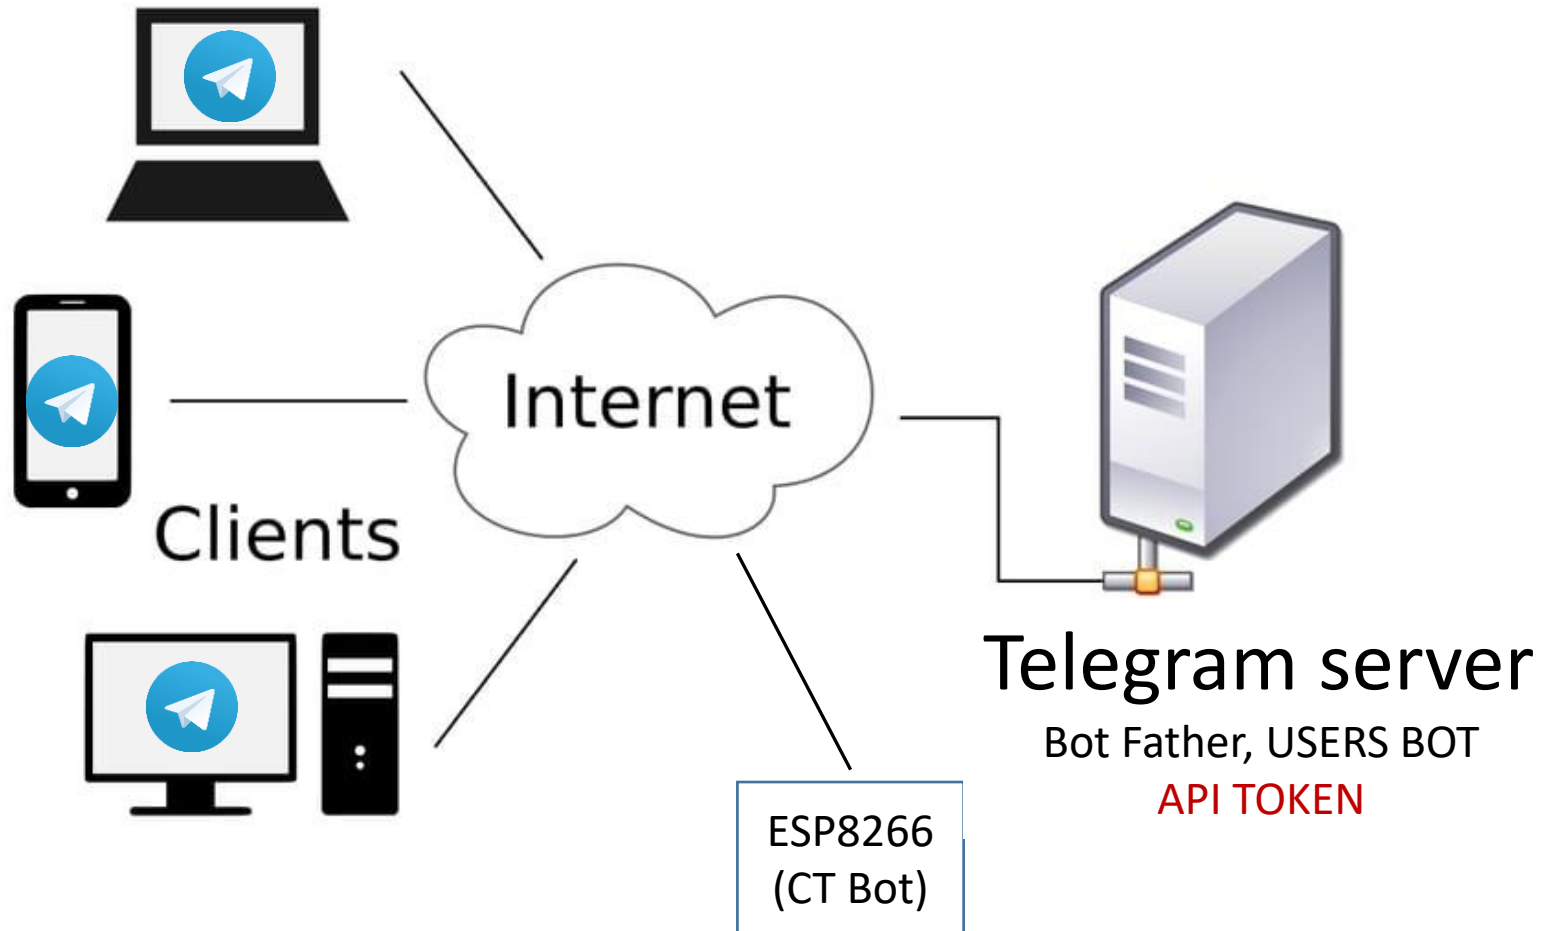 Internet
Clients
Telegram server
Bot Father, USERS BOT
API TOKEN
ESP8266
(CT Bot)